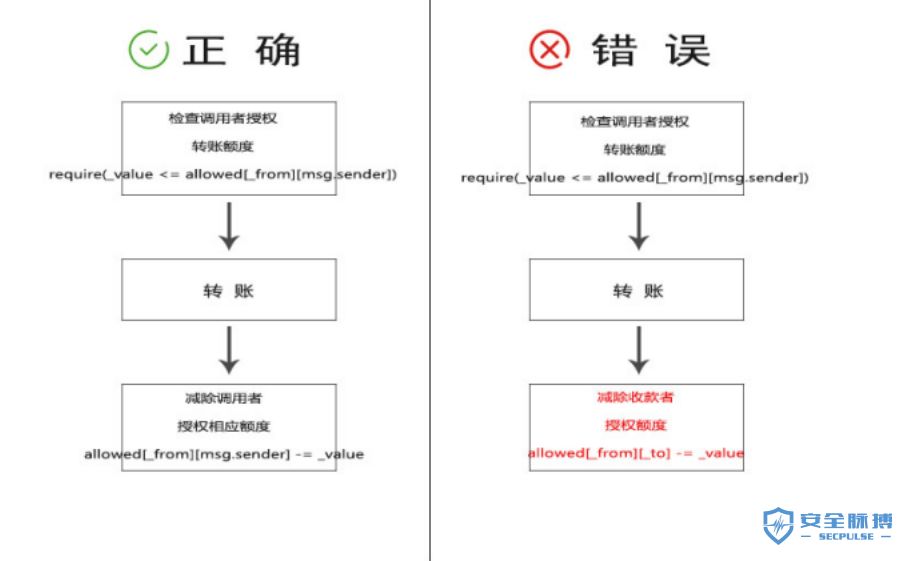 正 确
检查调用者授权
转账额度
require(_value <= allowed[_from][msg.sender])
转 账
减除调用者
授权相应额度
allowed[_from][msg.sender] -= _value
错 误
检查调用者授权
转账额度
require(_value <= allowed[_from][msg.sender])
转 账
减除收款者
授权额度
allowed[_from][_to] -= _value
安全脉搏
SECPULSE